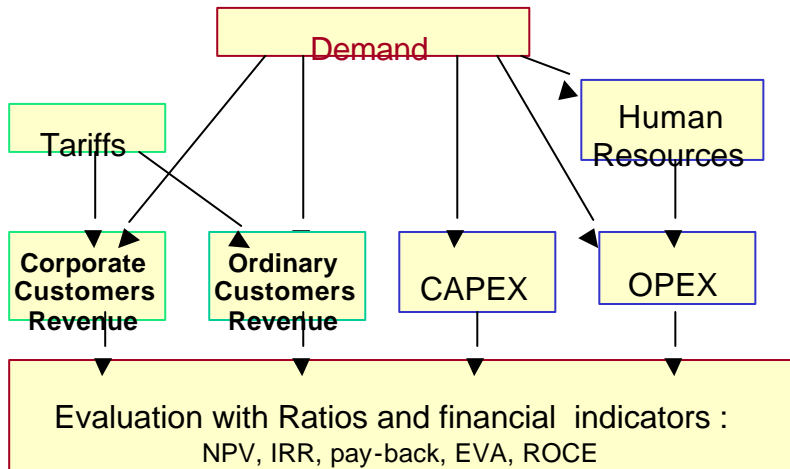 Demand
Tariffs
Human
Resources
Corporate
Customers
Revenue
Ordinary
Customers
Revenue
CAPEX
OPEX
Evaluation with Ratios and financial indicators :
NPV, IRR, pay-back, EVA, ROCE